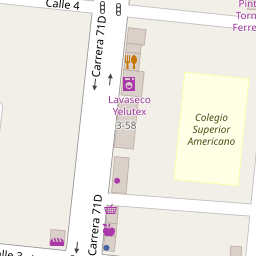 Calle 4
Pint
Torn
Ferre
Carrera 71D
Lavaseco
Yelutex
3-58
Colegio
Superior
Americano
Carrera 71D
Calle 3